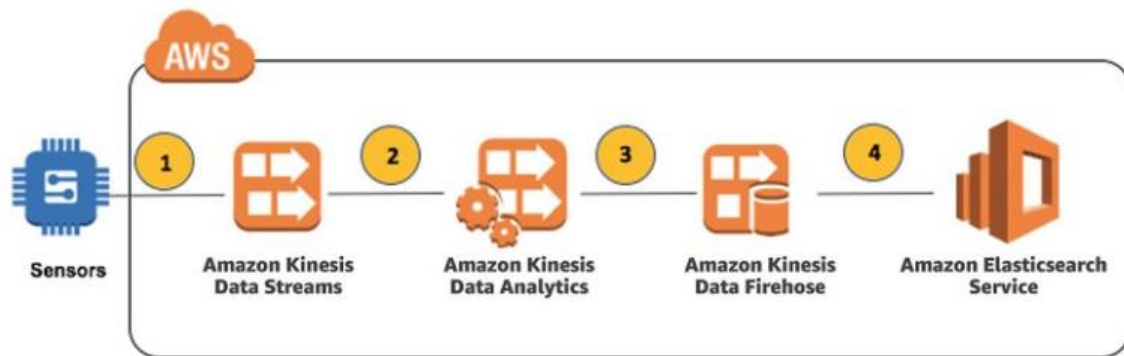 AWS
1
2
3
4
Sensors
Amazon Kinesis
Data Streams
Amazon Kinesis
Data Analytics
Amazon Kinesis
Data Firehose
Amazon Elasticsearch
Service